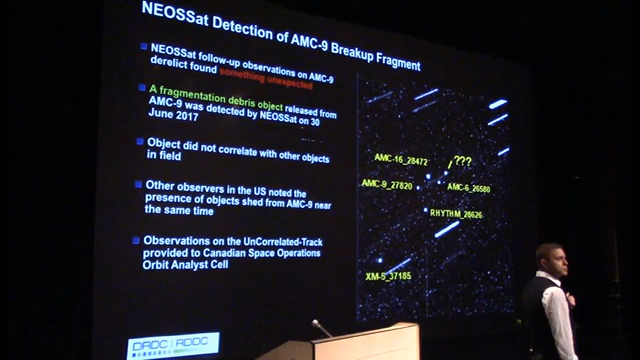 NEOSSat Detection of AMC-9 Breakup Fragment
NEOSSat follow-up observations on AMC-9
derelict found something unexpected
A fragmentation debris object released from
AMC-9 was detected by NEOSSat on 30
June 2017
Object did not correlate with other objects
in field
Other observers in the US noted the
presence of objects shed from AMC-9 near
the same time
Observations on the UnCorrelated-Track
provided to Canadian Space Operations
Orbit Analyst Cell
AMC-16_28472
???
AMC-9_27820
AMC-6_26580
RHYTHM_28626
XM-5_37185
DRDC | RDDC